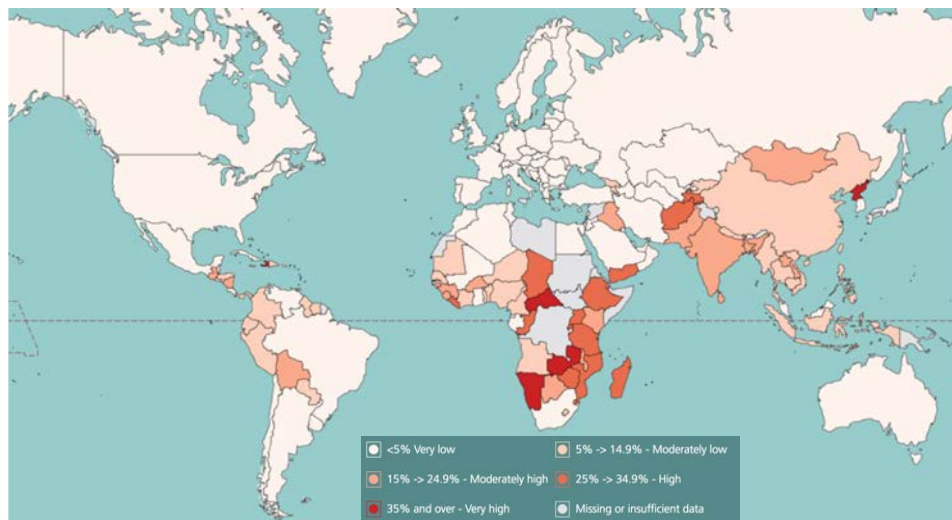 <5% Very low
5% -> 14.9% - Moderately low
15% -> 24.9% - Moderately high
25% -> 34.9% - High
35% and over - Very high
Missing or insufficient data